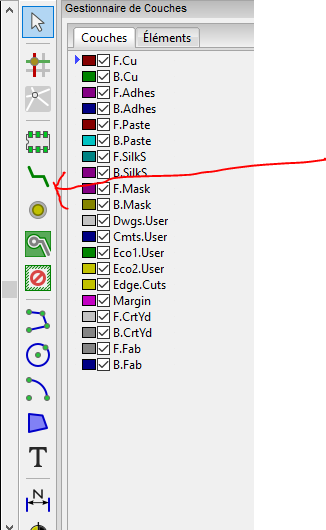 Gestionnaire de Couches
Couches Éléments
F.Cu
B.Cu
F.Adhes
B.Adhes
F.Paste
B.Paste
F.SilkS
B.SilkS
F.Mask
B.Mask
Dwgs.User
Cmts.User
Eco1.User
Eco2.User
Edge.Cuts
Margin
F.CrtYd
B.CrtYd
F.Fab
B.Fab
T
N